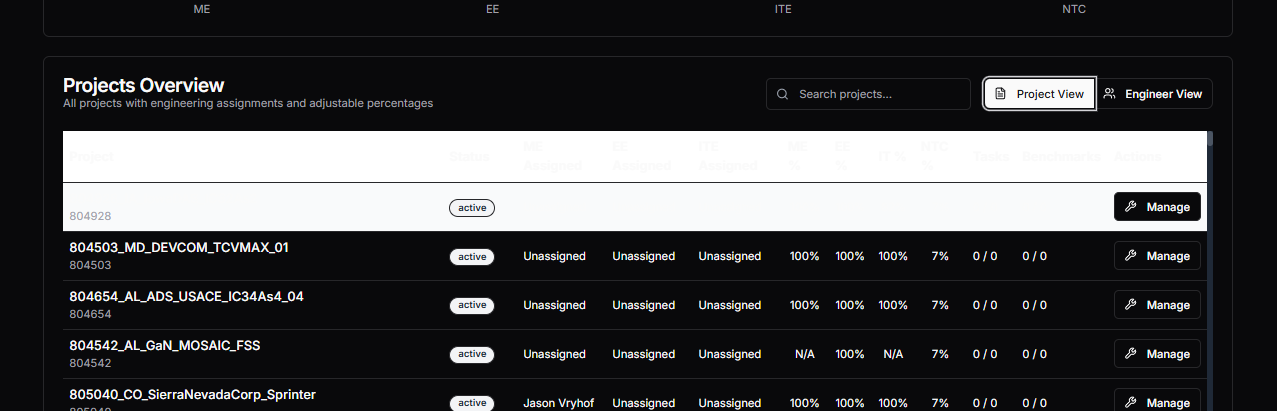 ME EE ITE NTC
Projects Overview
All projects with engineering assignments and adjustable percentages
Search projects...
Project View
Engineer View
Project Status ME Assigned EE Assigned ITE Assigned ME % EE % IT % NTC % Tasks Benchmarks Actions
804928 active Manage
804503_MD_DEVCOM_TCVMAX_01
804503 active Unassigned Unassigned Unassigned 100% 100% 100% 7% 0 / 0 0 / 0 Manage
804654_AL_ADS_USACE_IC34As4_04
804654 active Unassigned Unassigned Unassigned 100% 100% 100% 7% 0 / 0 0 / 0 Manage
804542_AL_GaN_MOSAIC_FSS
804542 active Unassigned Unassigned Unassigned N/A 100% N/A 7% 0 / 0 0 / 0 Manage
805040_CO_SierraNevadaCorp_Sprinter
active Jason Vryhof Unassigned Unassigned 100% 100% 100% 7% 0 / 0 0 / 0 Manage